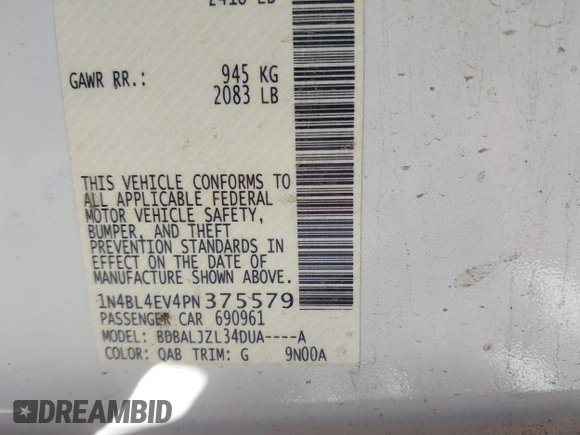 GAWR RR.: 945 KG
2083 LB
THIS VEHICLE CONFORMS TO
ALL APPLICABLE FEDERAL
MOTOR VEHICLE SAFETY,
BUMPER, AND THEFT
PREVENTION STANDARDS IN
EFFECT ON THE DATE OF
MANUFACTURE SHOWN ABOVE.
1N4BL4EV4PN375579
PASSENGER CAR 690961
MODEL: BDBALJZL34DUA----A
COLOR: QAB TRIM: G 9N00A
DREAMBID